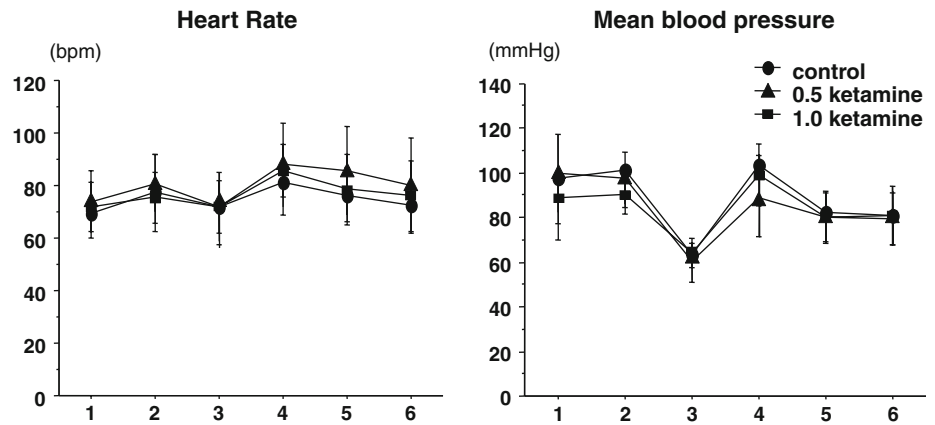 Heart Rate
(bpm)
120
100
80
60
40
20
0
1 2 3 4 5 6
Mean blood pressure
(mmHg)
140
120
100
80
60
40
20
0
1 2 3 4 5 6
control
0.5 ketamine
1.0 ketamine